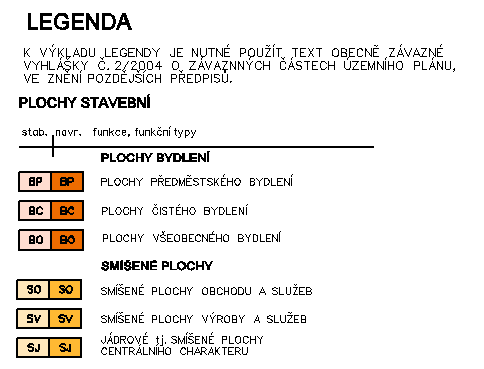 LEGENDA
K VÝKLADU LEGENDY JE NUTNÉ POUŽÍT TEXT OBECNĚ ZÁVAZNÉ
VYHLÁŠKY Č. 2/2004 O ZÁVAZNNÝCH ČÁSTECH ÚZEMNÍHO PLÁNU,
VE ZNĚNÍ POZDĚJŠÍCH PŘEDPISŮ.
PLOCHY STAVEBNÍ
stab. navr. funkce, funkční typy
PLOCHY BYDLENÍ
BP BP PLOCHY PŘEDMĚSTSKÉHO BYDLENÍ
BC BC PLOCHY ČISTÉHO BYDLENÍ
BO BO PLOCHY VŠEOBECNÉHO BYDLENÍ
SMÍŠENÉ PLOCHY
SO SO SMÍŠENÉ PLOCHY OBCHODU A SLUŽEB
SV SV SMÍŠENÉ PLOCHY VÝROBY A SLUŽEB
SJ SJ JÁDROVÉ tj. SMÍŠENÉ PLOCHY
CENTRÁLNÍHO CHARAKTERU